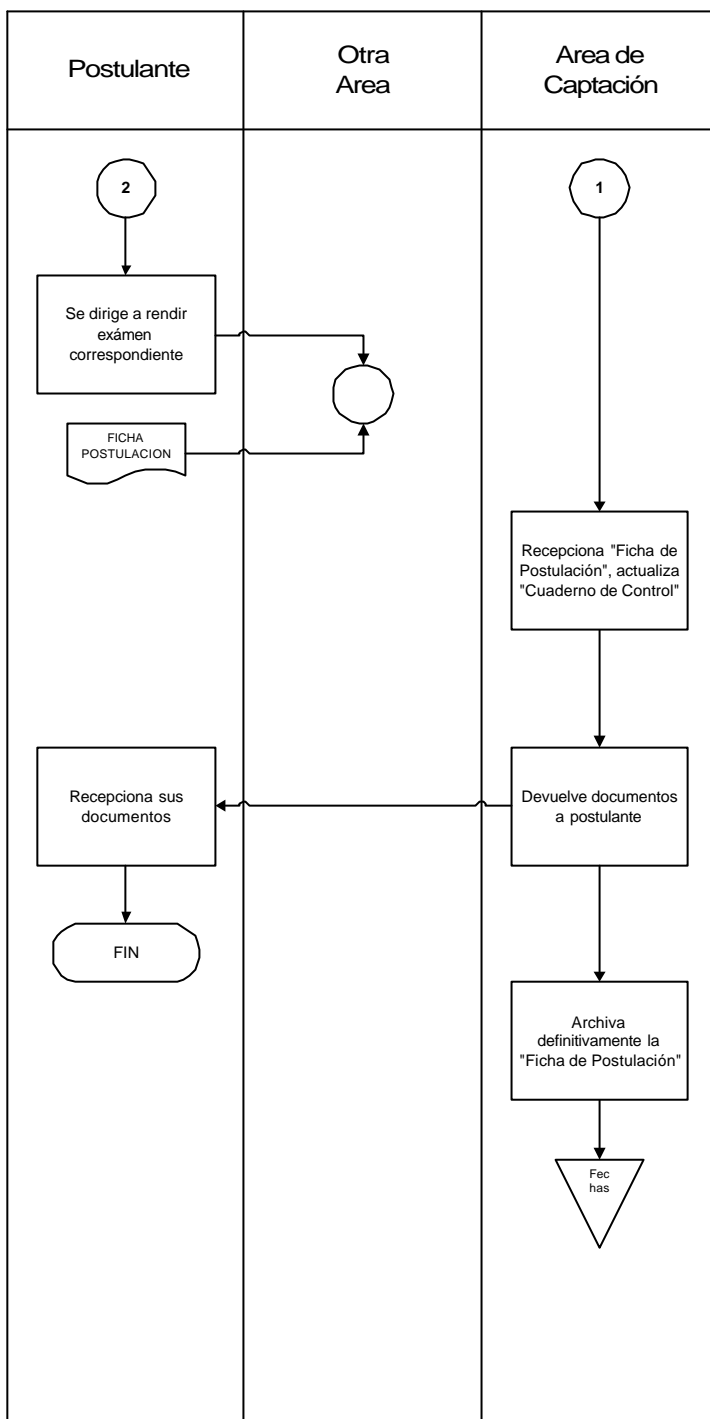 Postulante
Otra
Area
Area de
Captación
2
1
Se dirige a rendir
exámen
correspondiente
FICHA
POSTULACION
Recepciona "Ficha de
Postulación", actualiza
"Cuaderno de Control"
Recepciona sus
documentos
Devuelve documentos
a postulante
FIN
Archiva
definitivamente la
"Ficha de Postulación"
Fec
has